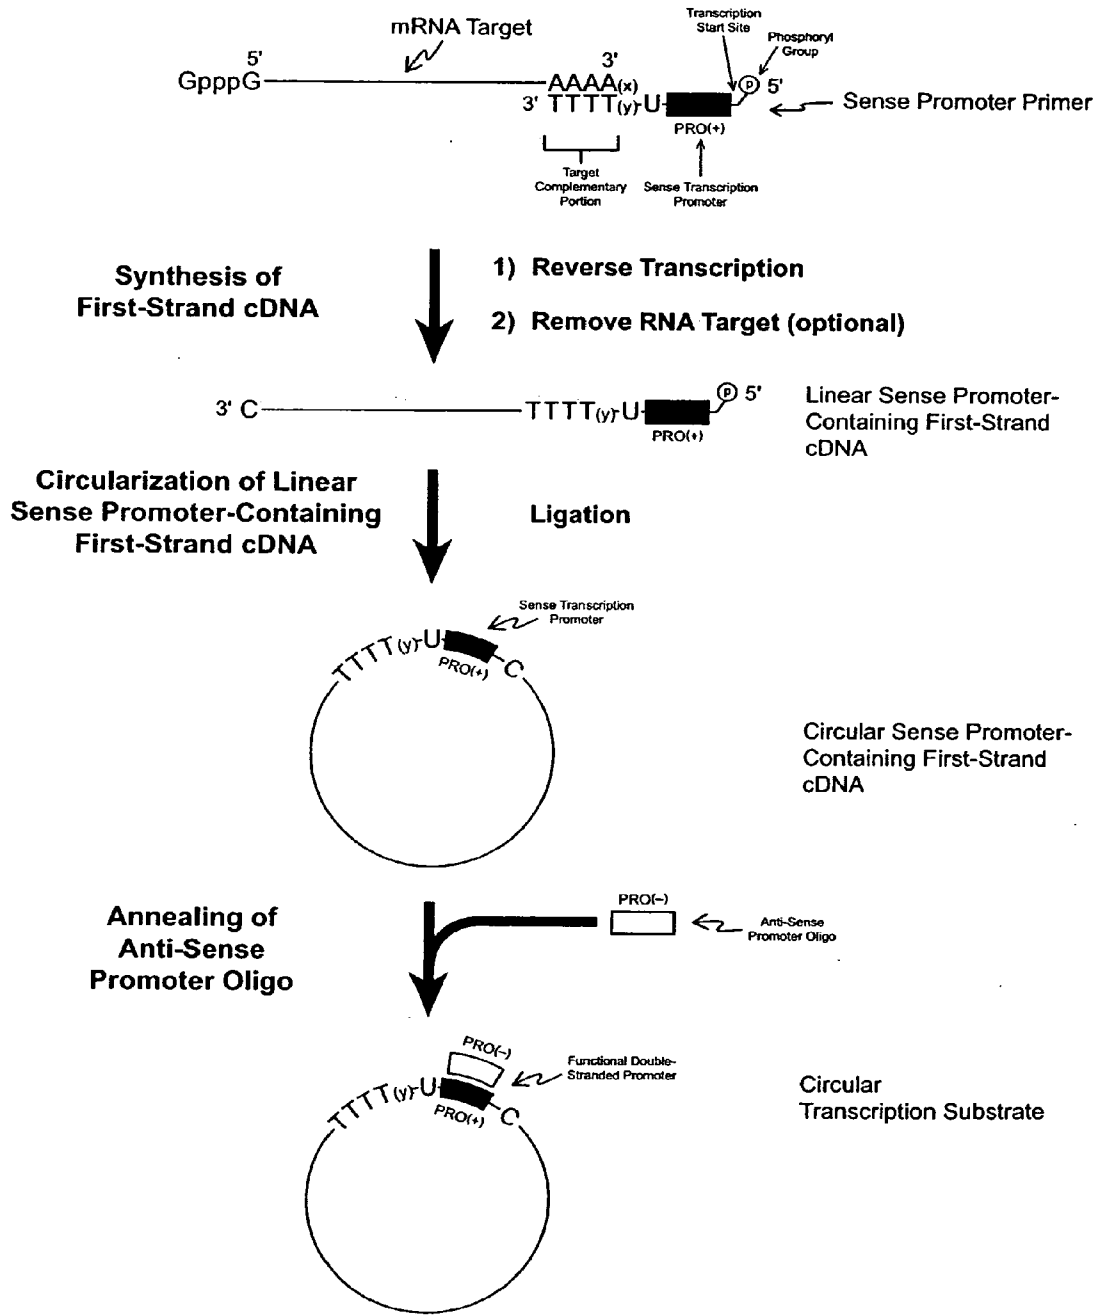 mRNA Target
Transcription
Start Site
Phosphoryl
Group
5'
3'
GpppG
AAAA(x)
P
5'
3' TTTT(y)-U
PRO(+)
Sense Promoter Primer
Target
Complementary
Portion
Sense Transcription
Promoter
Synthesis of
First-Strand cDNA
1) Reverse Transcription
2) Remove RNA Target (optional)
3' C
TTTT(y)-U
PRO(+)
P
5'
Linear Sense Promoter-
Containing First-Strand
cDNA
Circularization of Linear
Sense Promoter-Containing
First-Strand cDNA
Ligation
Sense Transcription
Promoter
TTTT(y)-U
PRO(+)
C
Circular Sense Promoter-
Containing First-Strand
cDNA
Annealing of
Anti-Sense
Promoter Oligo
PRO(–)
Anti-Sense
Promoter Oligo
PRO(–)
Functional Double-
Stranded Promoter
TTTT(y)-U
PRO(+)
C
Circular
Transcription Substrate